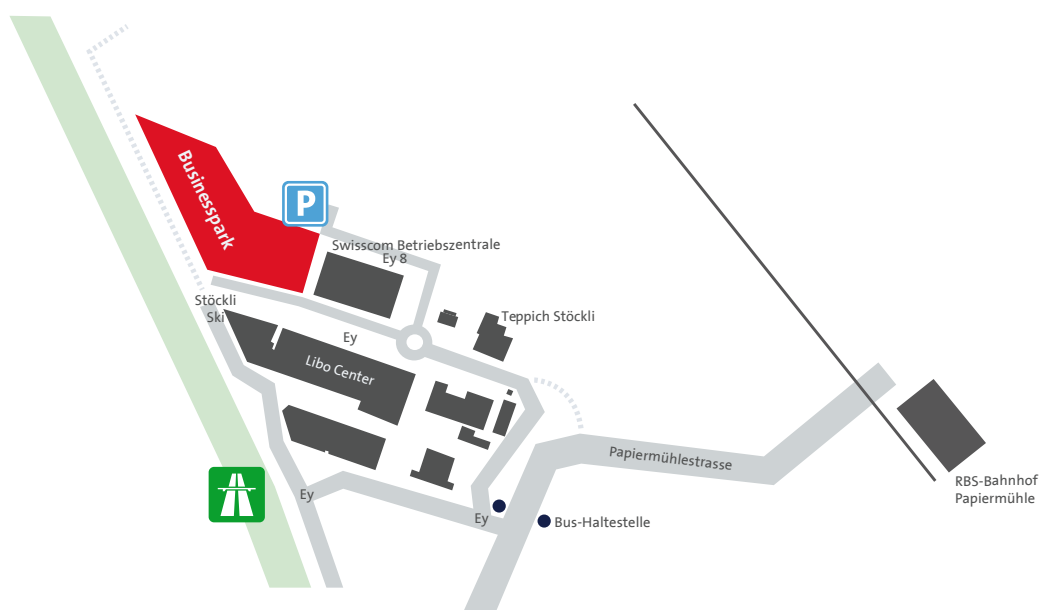 Businesspark
P
Swisscom Betriebszentrale
Ey 8
Stöckli
Ski
Teppich Stöckli
Ey
Libo Center
Papiermühlestrasse
RBS-Bahnhof
Papiermühle
Ey
Ey
Bus-Haltestelle